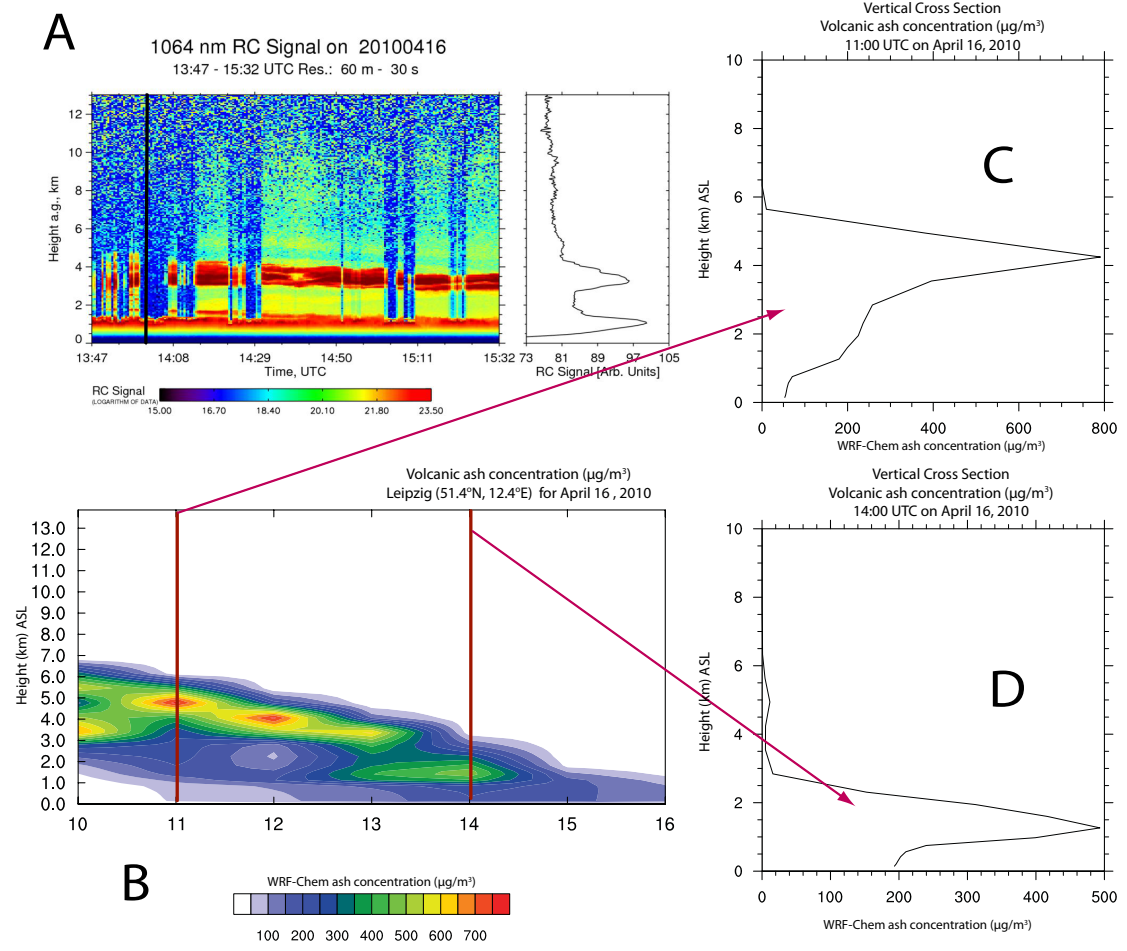 A
1064 nm RC Signal on 20100416
13:47 - 15:32 UTC Res.: 60 m - 30 s
Height a.g., km
12
10
8
6
4
2
0
13:47 14:08 14:29 14:50 15:11 15:32
Time, UTC
73 81 89 97 105
RC Signal [Arb. Units]
RC Signal
(LOGARITHM OF DATA)
15.00 16.70 18.40 20.10 21.80 23.50
Vertical Cross Section
Volcanic ash concentration (µg/m³)
11:00 UTC on April 16, 2010
C
Height (km) ASL
10
8
6
4
2
0
0 200 400 600 800
WRF-Chem ash concentration (µg/m³)
Volcanic ash concentration (µg/m³)
Leipzig (51.4°N, 12.4°E) for April 16 , 2010
Height (km) ASL
13.0
12.0
11.0
10.0
9.0
8.0
7.0
6.0
5.0
4.0
3.0
2.0
1.0
0.0
10 11 12 13 14 15 16
B
WRF-Chem ash concentration (µg/m³)
100 200 300 400 500 600 700
Vertical Cross Section
Volcanic ash concentration (µg/m³)
14:00 UTC on April 16, 2010
D
Height (km) ASL
10
8
6
4
2
0
0 100 200 300 400 500
WRF-Chem ash concentration (µg/m³)